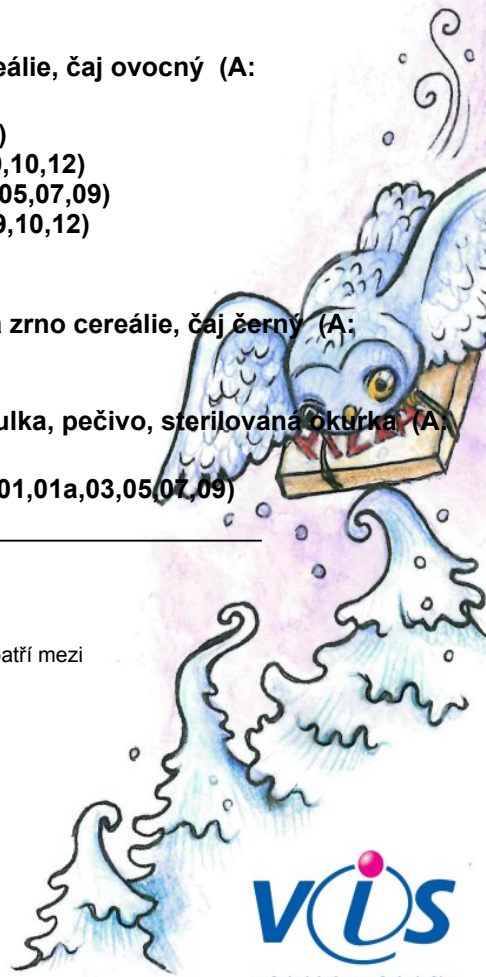 eálie, čaj ovocný (A:
)
,10,12)
05,07,09)
9,10,12)
a zrno cereálie, čaj černý (A:
ulka, pečivo, sterilovaná okurka (A:
01,01a,03,05,07,09)
atří mezi
vis